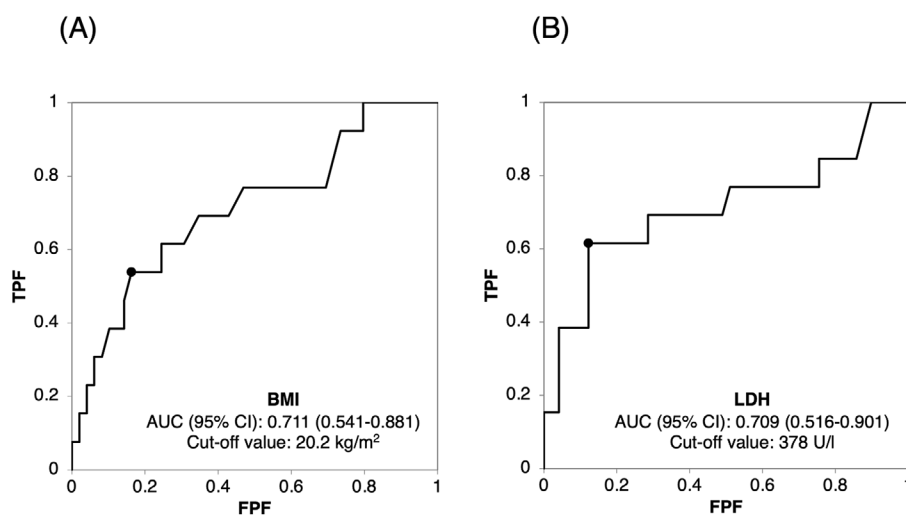 (A)
1
0.8
0.6
0.4
0.2
0
TPF
BMI
AUC (95% CI): 0.711 (0.541-0.881)
Cut-off value: 20.2 kg/m²
0 0.2 0.4 0.6 0.8 1
FPF
(B)
1
0.8
0.6
0.4
0.2
0
TPF
LDH
AUC (95% CI): 0.709 (0.516-0.901)
Cut-off value: 378 U/l
0 0.2 0.4 0.6 0.8 1
FPF